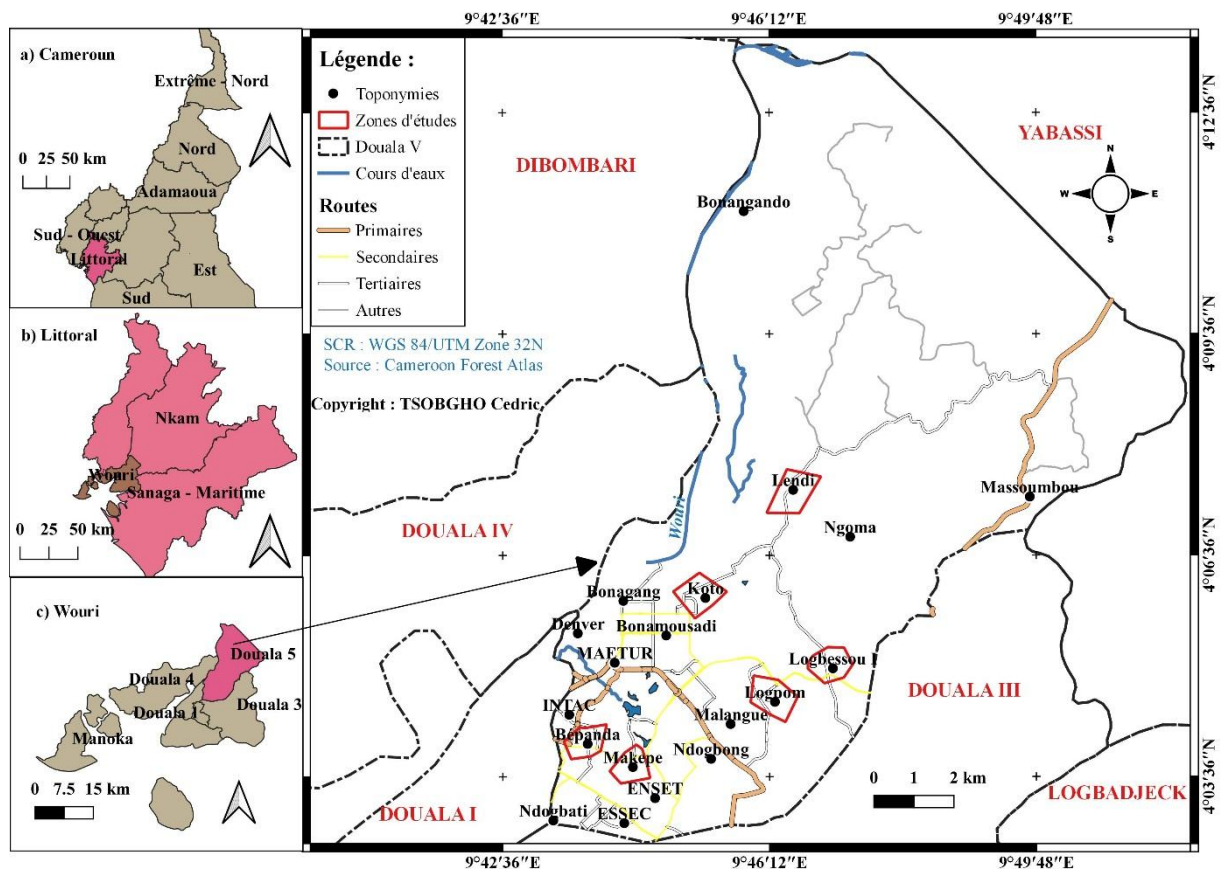 a) Cameroun
Extrême - Nord
Nord
0 25 50 km
Adamaoua
Sud - Ouest
Littoral
Est
Sud
b) Littoral
Nkam
Wouri
Sanaga - Maritime
0 25 50 km
c) Wouri
Douala 5
Douala 4
Douala 1
Douala 3
Manoka
0 7.5 15 km
9°42'36"E
9°46'12"E
9°49'48"E
Légende :
Toponymies
Zones d'études
Douala V
Cours d'eaux
Routes
Primaires
Secondaires
Tertiaires
Autres
SCR : WGS 84/UTM Zone 32N
Source : Cameroon Forest Atlas
Copyright : TSOBGHO Cedric
DIBOMBARI
YABASSI
N
W
E
S
Bonangando
4°12'36"N
4°09'36"N
Lendi
Massoumbou
Wouri
Ngoma
DOUALA IV
4°06'36"N
Bonagang
Koto
Denver
Bonamousadi
MAETUR
Logbessou I
DOUALA III
Logpom
INTAC
Malangue
Bépanda
Makepe
Ndogbong
4°03'36"N
ENSET
0 1 2 km
LOGBADJECK
DOUALA I
Ndogbati
ESSEC
9°42'36"E
9°46'12"E
9°49'48"E